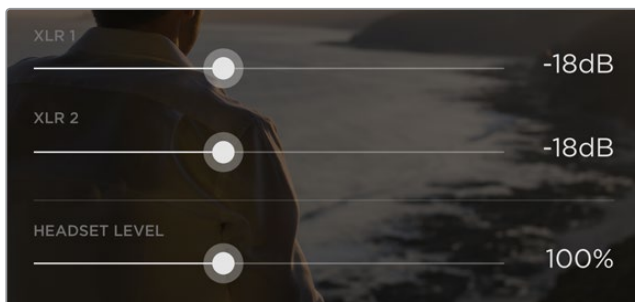 XLR 1
-18dB
XLR 2
-18dB
HEADSET LEVEL
100%